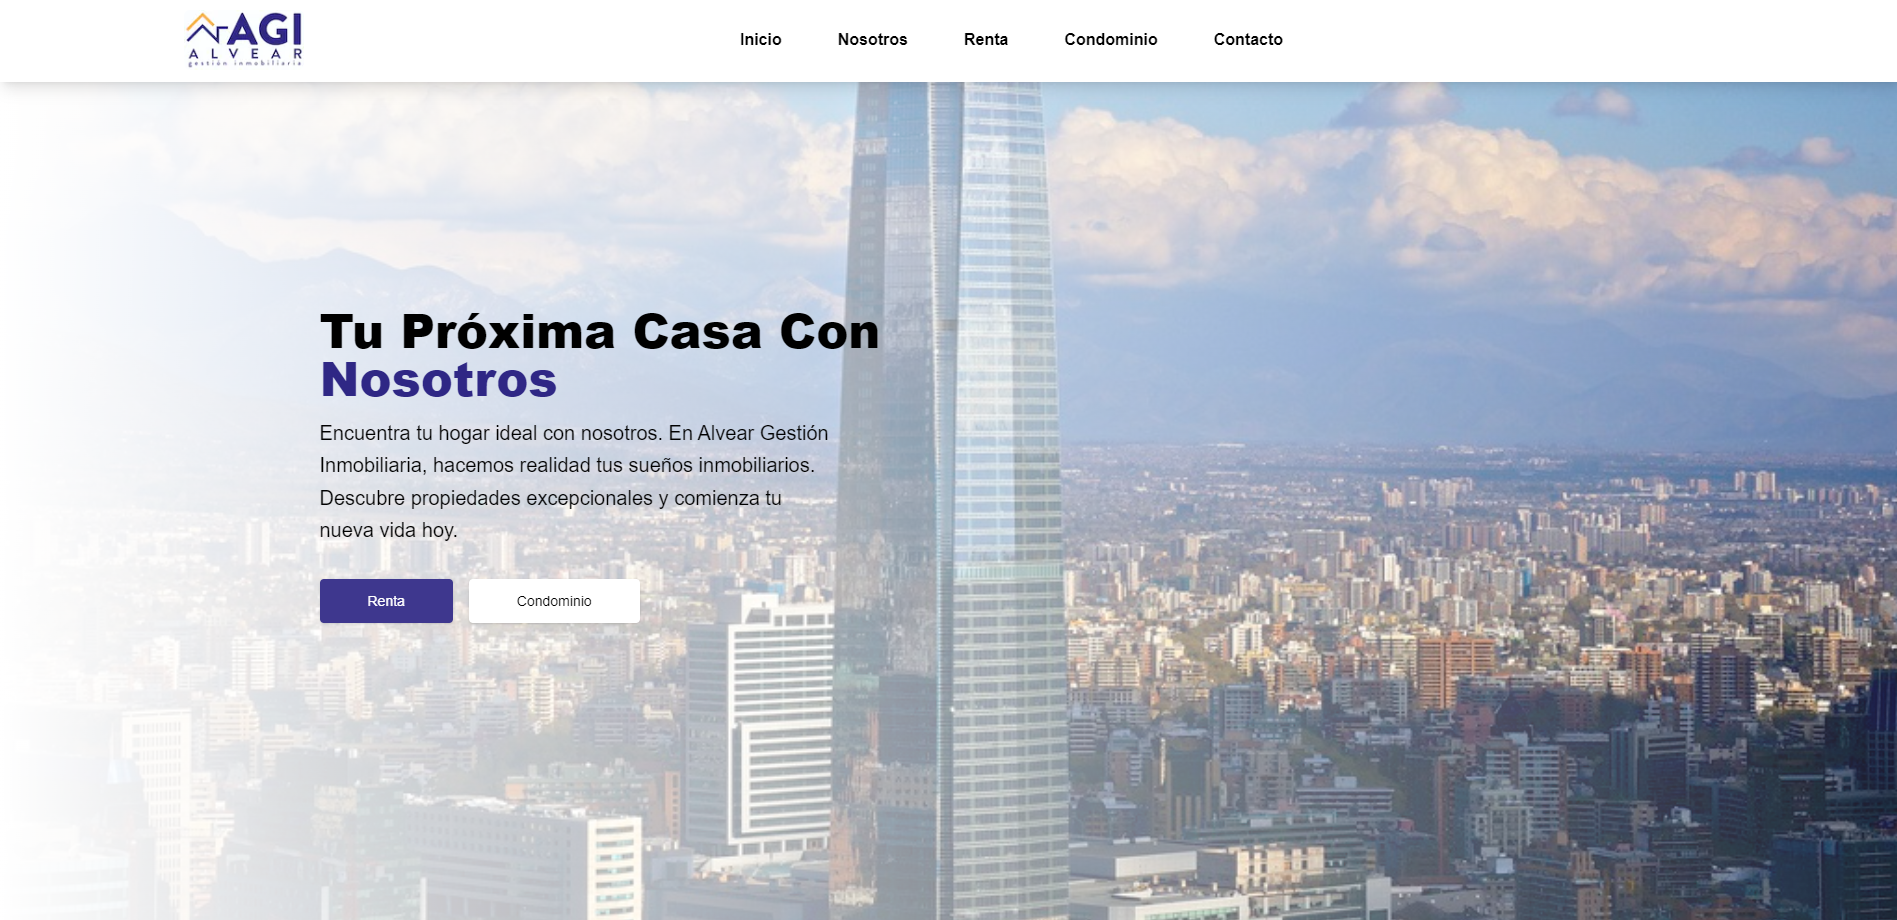 AGI
ALVEAR
gestión inmobiliaria
Inicio
Nosotros
Renta
Condominio
Contacto
Tu Próxima Casa Con
Nosotros
Encuentra tu hogar ideal con nosotros. En Alvear Gestión
Inmobiliaria, hacemos realidad tus sueños inmobiliarios.
Descubre propiedades excepcionales y comienza tu
nueva vida hoy.
Renta
Condominio